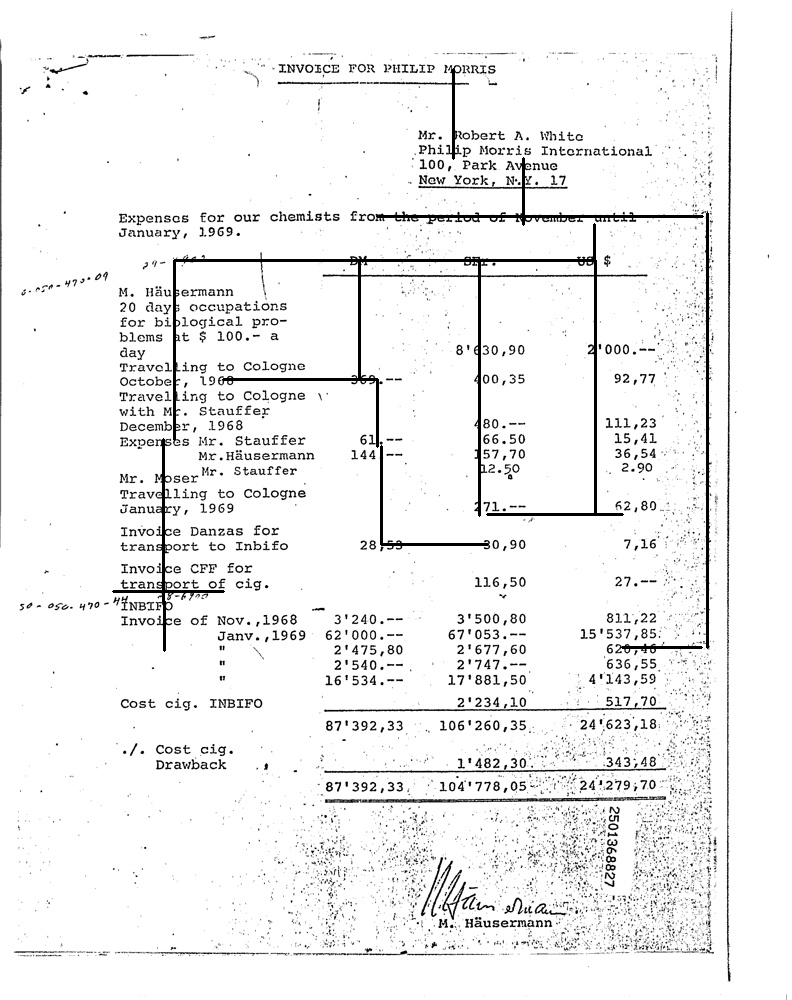 INVOICE FOR PHILIP MORRIS
Mr. Robert A. White
Philip Morris International
100, Park Avenue
New York, N.Y. 17
Expenses for our chemists from the period of November until
January, 1969.
DM SFr. US $
M. Häusermann
20 days occupations
for biological pro-
blems at $ 100.- a
day 8'630,90 2'000.--
Travelling to Cologne
October, 1968 369.-- 400,35 92,77
Travelling to Cologne
with Mr. Stauffer
December, 1968 480.-- 111,23
Expenses Mr. Stauffer 61.-- 66.50 15,41
Mr.Häusermann 144.-- 157,70 36,54
Mr. Moser Mr. Stauffer 12.50 2.90
Travelling to Cologne
January, 1969 271.-- 62,80
Invoice Danzas for
transport to Inbifo 28,53 30,90 7,16
Invoice CFF for
transport of cig. 116,50 27.--
50-056.470-44
INBIFO
Invoice of Nov.,1968 3'240.-- 3'500,80 811,22
Janv.,1969 62'000.-- 67'053.-- 15'537,85
" 2'475,80 2'677,60 620,46
" 2'540.-- 2'747.-- 636,55
" 16'534.-- 17'881,50 4'143,59
Cost cig. INBIFO 2'234,10 517,70
87'392,33 106'260,35 24'623,18
./. Cost cig.
Drawback 1'482,30 343,48
87'392,33 104'778,05 24'279,70
2501368827
M. Häusermann